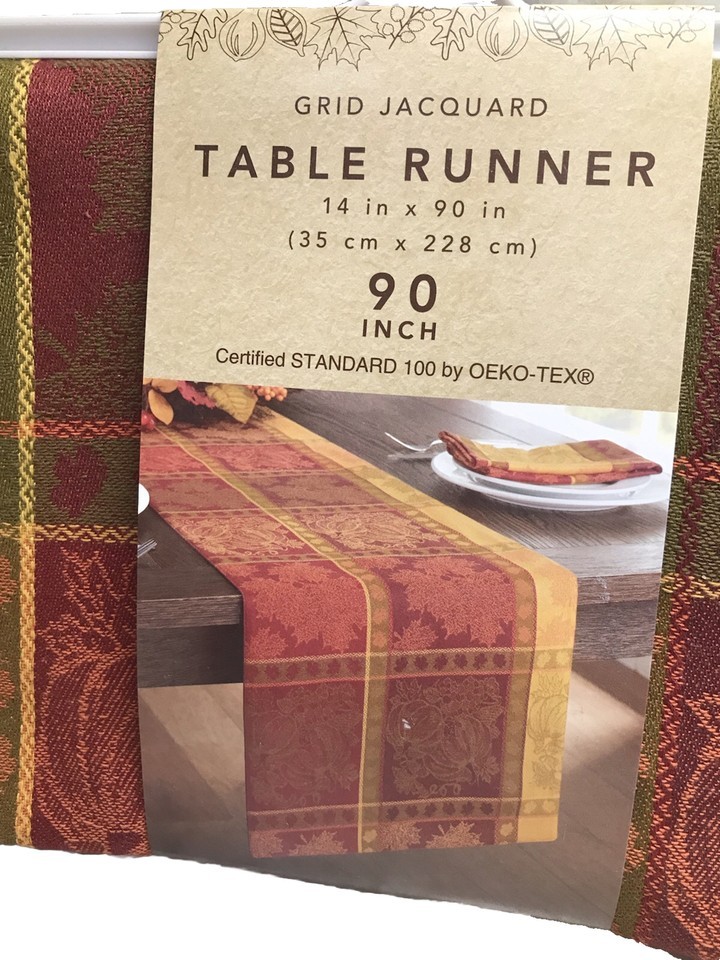 GRID JACQUARD
TABLE RUNNER
14 in x 90 in
(35 cm x 228 cm)
90
INCH
Certified STANDARD 100 by OEKO-TEX®